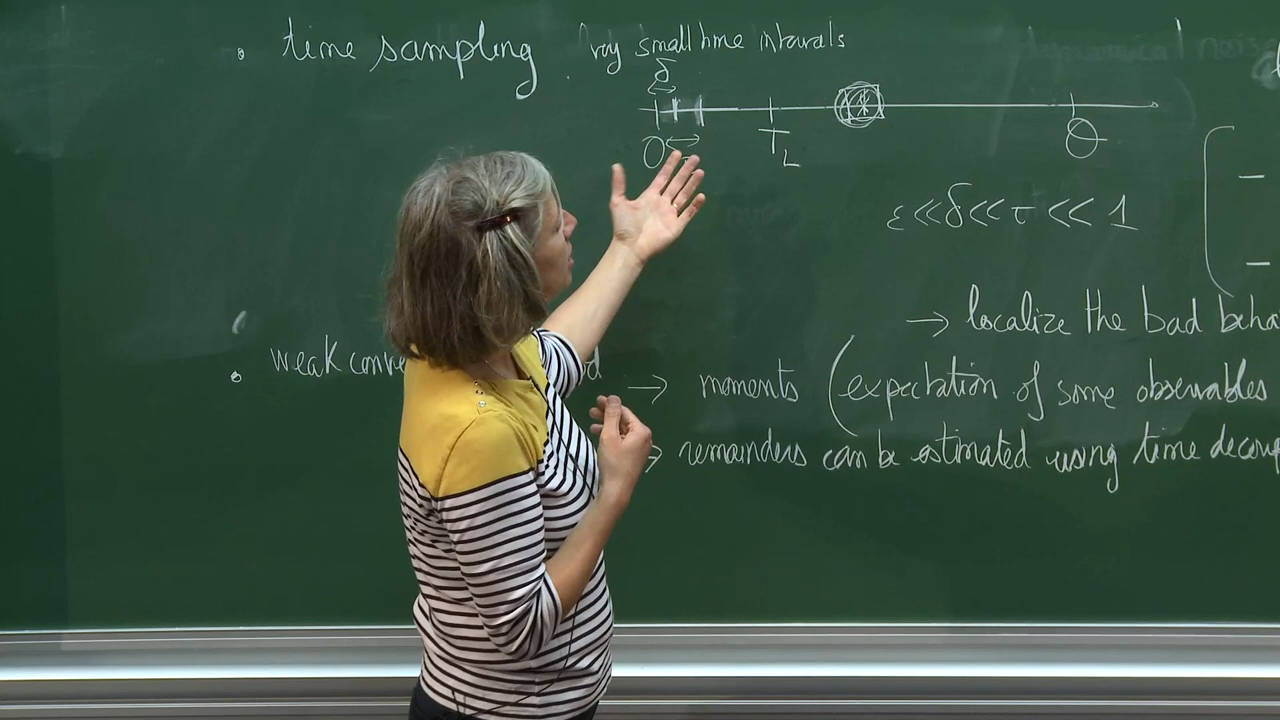 • time sampling very small time intervals
δ
0 T_L Θ
ε << δ << τ << 1
→ localize the bad beha
• weak conve d → moments (expectation of some observables
→ remainders can be estimated using time decoup